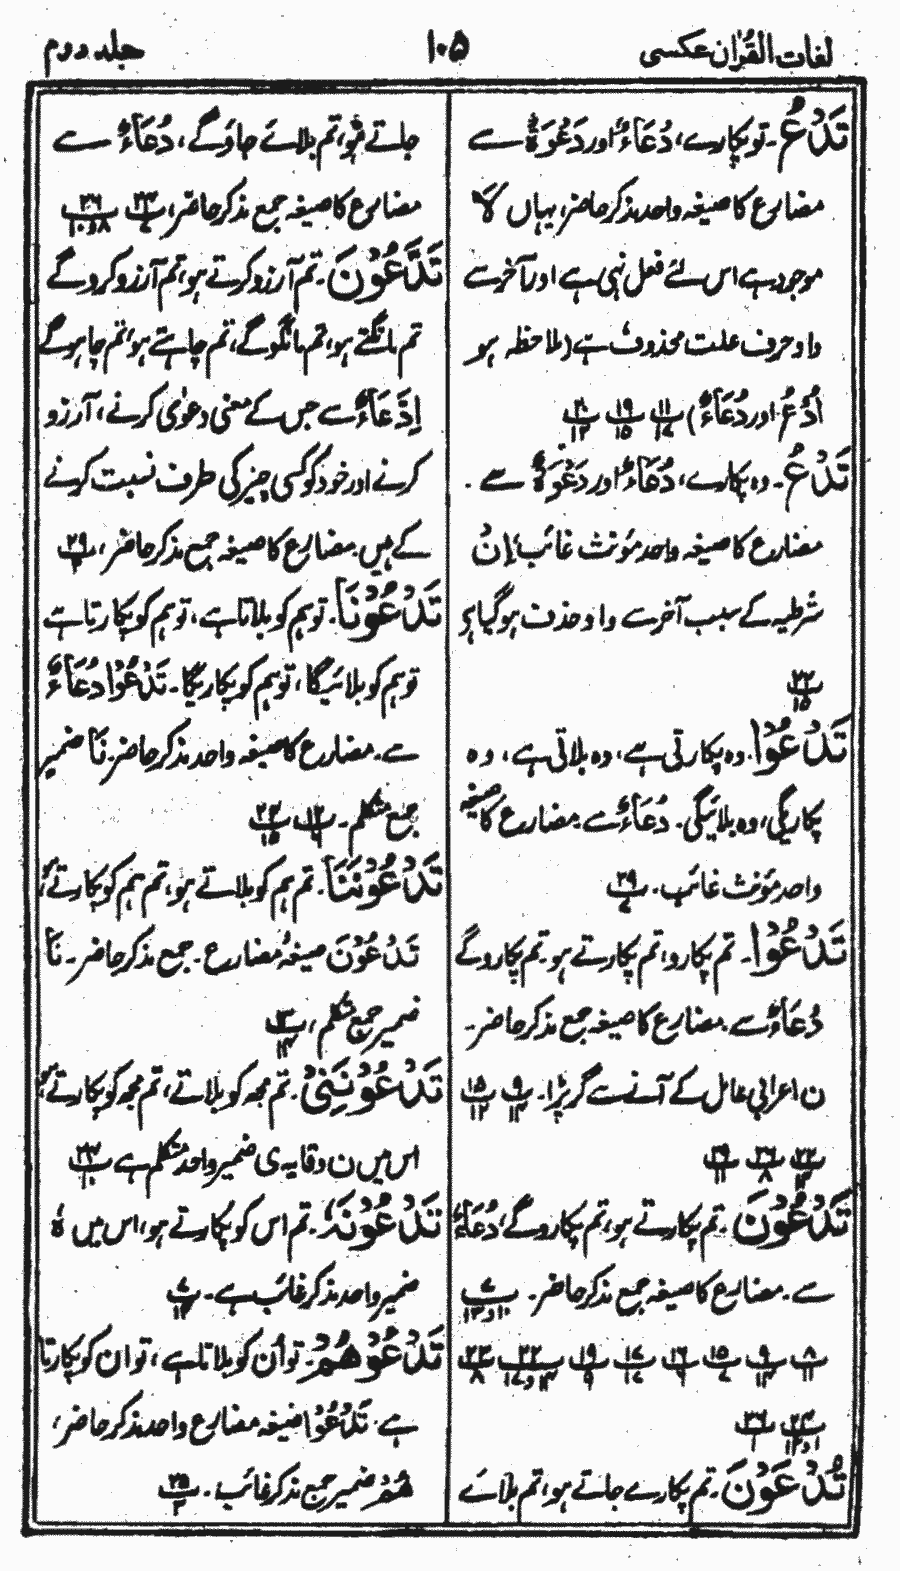 لغات القرآن عکسی
۱۰۵
جلد دوم
تَدْعُ۔ تو پکارے، دُعَاءٌ اور دَعْوَةٌ سے
مضارع کا صیغہ واحد مذکر حاضر، یہاں لَا
موجود ہے اس لئے فعل نہی ہے اور آخر سے
واو حرف علت محذوف ہے (ملاحظہ ہو
اُدْعُ اور دُعَاءٌ)
تَدْعُ۔ وہ پکارے، دُعَاءٌ اور دَعْوَةٌ سے۔
مضارع کا صیغہ واحد مؤنث غائب، اِنْ
شرطیہ کے سبب آخر سے واو حذف ہو گیا ہے
۲۲ ۱۵
تَدْعُوْا۔ وہ پکارتی ہے، وہ بلاتی ہے، وہ
پکاریگی، وہ بلائیگی۔ دُعَاءٌ سے مضارع کا صیغہ
واحد مؤنث غائب۔ ۲۹ ۷
تَدْعُوْا۔ تم پکارو، تم پکارتے ہو۔ تم پکارو گے
دُعَاءٌ سے۔ مضارع کا صیغہ جمع مذکر حاضر۔
ن اعرابی عامل کے آنے سے گر پڑا۔
تَدْعُوْنَ۔ تم پکارتے ہو، تم پکارو گے، دُعَاءٌ
سے۔ مضارع کا صیغہ جمع مذکر حاضر۔
تُدْعَوْنَ۔ تم پکارے جاتے ہو، تم بلائے
جاتے ہو، تم بلائے جاؤ گے، دُعَاءٌ سے
مضارع کا صیغہ جمع مذکر حاضر،
تَدَّعُوْنَ۔ تم آرزو کرتے ہو، تم آرزو کرو گے
تم مانگتے ہو، تم مانگو گے، تم چاہتے ہو، تم چاہو گے
اِدِّعَاءٌ سے جس کے معنی دعوٰی کرنے، آرزو
کرنے اور خود کو کسی چیز کی طرف نسبت کرنے
کے ہیں۔ مضارع کا صیغہ جمع مذکر حاضر، ۲۹ ۲
تَدْعُوْنَا۔ تو ہم کو بلاتا ہے، تو ہم کو پکارتا ہے
تو ہم کو بلائیگا، تو ہم کو پکاریگا۔ تَدْعُوْا دُعَاءٌ
سے۔ مضارع کا صیغہ واحد مذکر حاضر۔ نَا ضمیر
جمع متکلم۔
تَدْعُوْنَنَا۔ تم ہم کو بلاتے ہو، تم ہم کو پکارتے ہو،
تَدْعُوْنَ صیغہ مضارع۔ جمع مذکر حاضر۔ نَا
ضمیر جمع متکلم،
تَدْعُوْنَنِیْ۔ تم مجھ کو بلاتے، تم مجھ کو پکارتے ہو،
اس میں ن وقایہ ی ضمیر واحد متکلم ہے
تَدْعُوْنَهٗ۔ تم اس کو پکارتے ہو، اس میں هٗ
ضمیر واحد مذکر غائب ہے۔
تَدْعُوْهُمْ۔ تو اُن کو بلاتا ہے، تو ان کو پکارتا
ہے۔ تَدْعُوْا صیغہ مضارع واحد مذکر حاضر،
هُمْ ضمیر جمع مذکر غائب۔ ۲۵ ۲